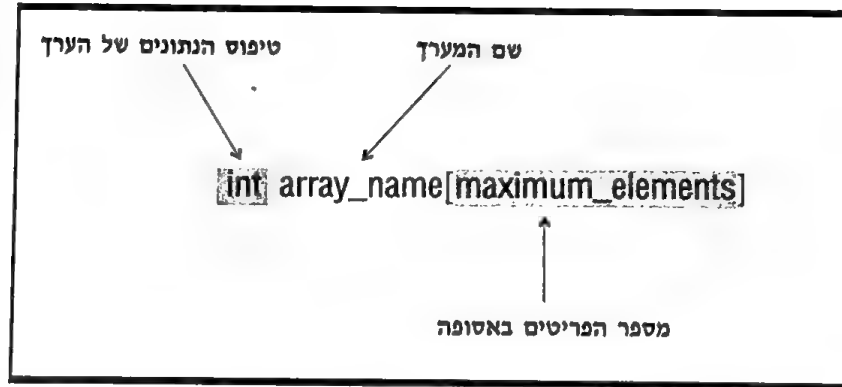 טיפוס הנתונים של הערך
שם המערך
int array_name[maximum_elements]
מספר הפריטים באסופה